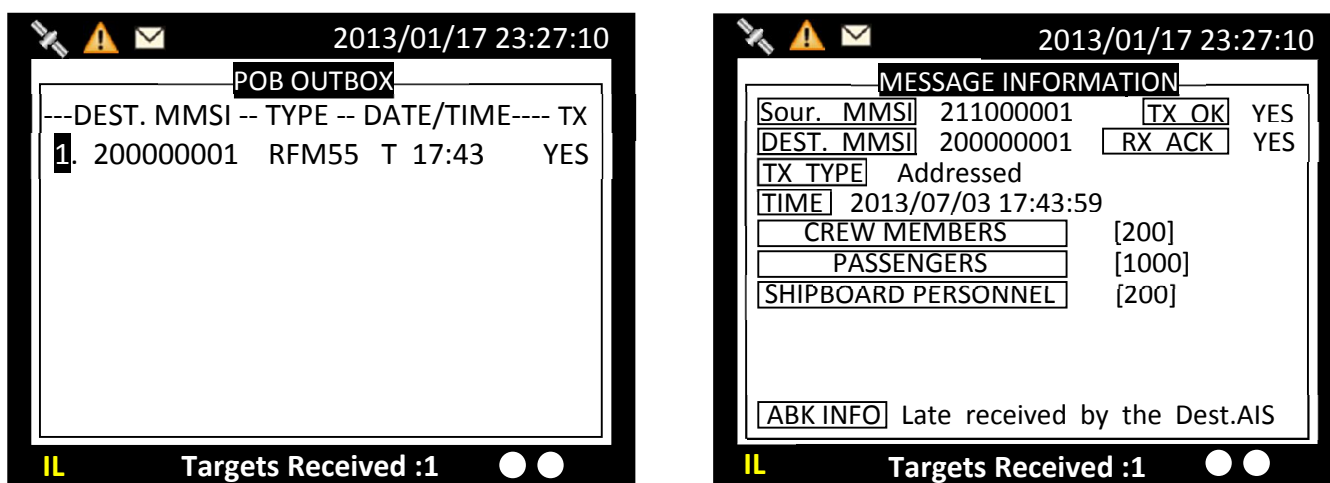 2013/01/17 23:27:10
POB OUTBOX
---DEST. MMSI -- TYPE -- DATE/TIME---- TX
1. 200000001 RFM55 T 17:43 YES
IL Targets Received :1
2013/01/17 23:27:10
MESSAGE INFORMATION
Sour. MMSI 211000001 TX OK YES
DEST. MMSI 200000001 RX ACK YES
TX TYPE Addressed
TIME 2013/07/03 17:43:59
CREW MEMBERS [200]
PASSENGERS [1000]
SHIPBOARD PERSONNEL [200]
ABK INFO Late received by the Dest.AIS
IL Targets Received :1